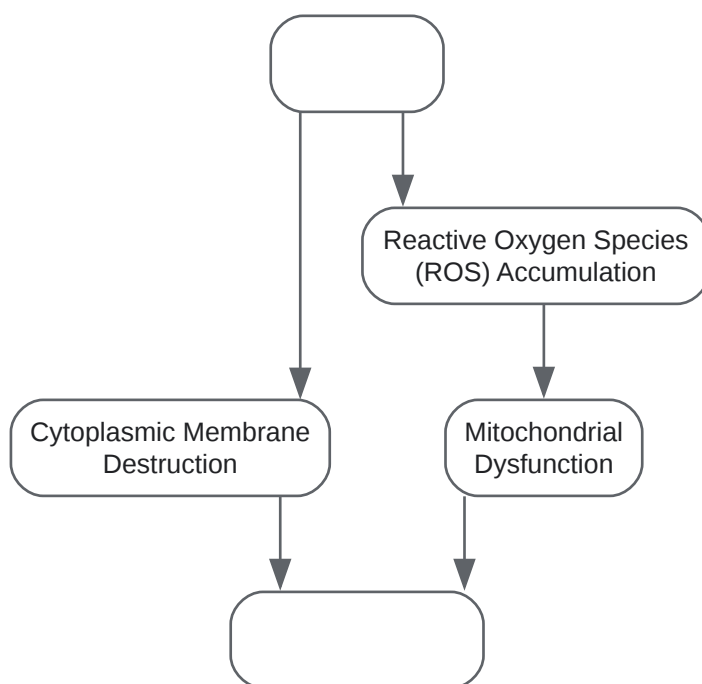 Reactive Oxygen Species
(ROS) Accumulation
Cytoplasmic Membrane
Destruction
Mitochondrial
Dysfunction